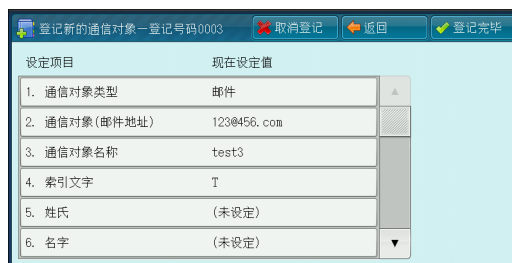 登记新的通信对象－登记号码0003 取消登记 返回 登记完毕
设定项目 现在设定值
1. 通信对象类型 邮件
2. 通信对象(邮件地址) 123@456.com
3. 通信对象名称 test3
4. 索引文字 T
5. 姓氏 (未设定)
6. 名字 (未设定)